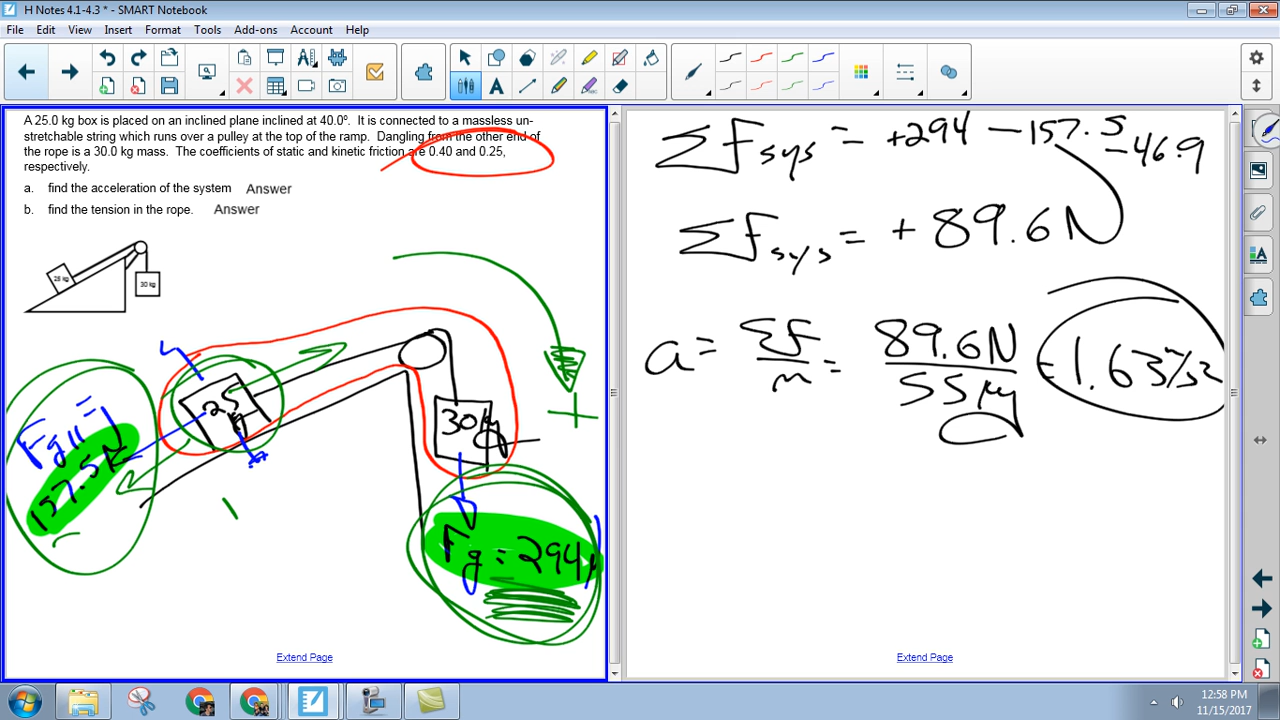 H Notes 4.1-4.3 * - SMART Notebook
File Edit View Insert Format Tools Add-ons Account Help
A 25.0 kg box is placed on an inclined plane inclined at 40.0°. It is connected to a massless un-
stretchable string which runs over a pulley at the top of the ramp. Dangling from the other end of
the rope is a 30.0 kg mass. The coefficients of static and kinetic friction are 0.40 and 0.25,
respectively.
a. find the acceleration of the system Answer
b. find the tension in the rope. Answer
25 kg
30 kg
25 kg
30 kg
Fg|| =
157.5N
Fg = 294N
+
Extend Page
ΣFsys = +294 - 157.5 - 46.9
ΣFsys = +89.6N
a = ΣF/m = 89.6N/55kg = 1.63 m/s²
Extend Page
12:58 PM
11/15/2017